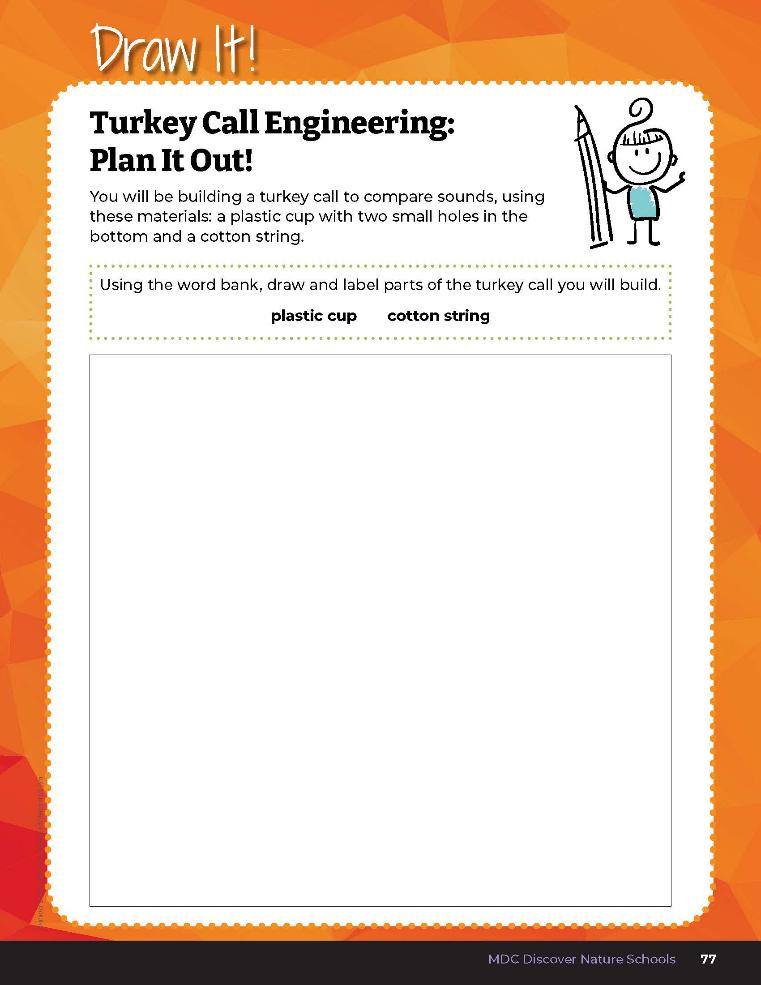 Draw It!
Turkey Call Engineering:
Plan It Out!
You will be building a turkey call to compare sounds, using
these materials: a plastic cup with two small holes in the
bottom and a cotton string.
Using the word bank, draw and label parts of the turkey call you will build.
plastic cup cotton string
MDC Discover Nature Schools 77